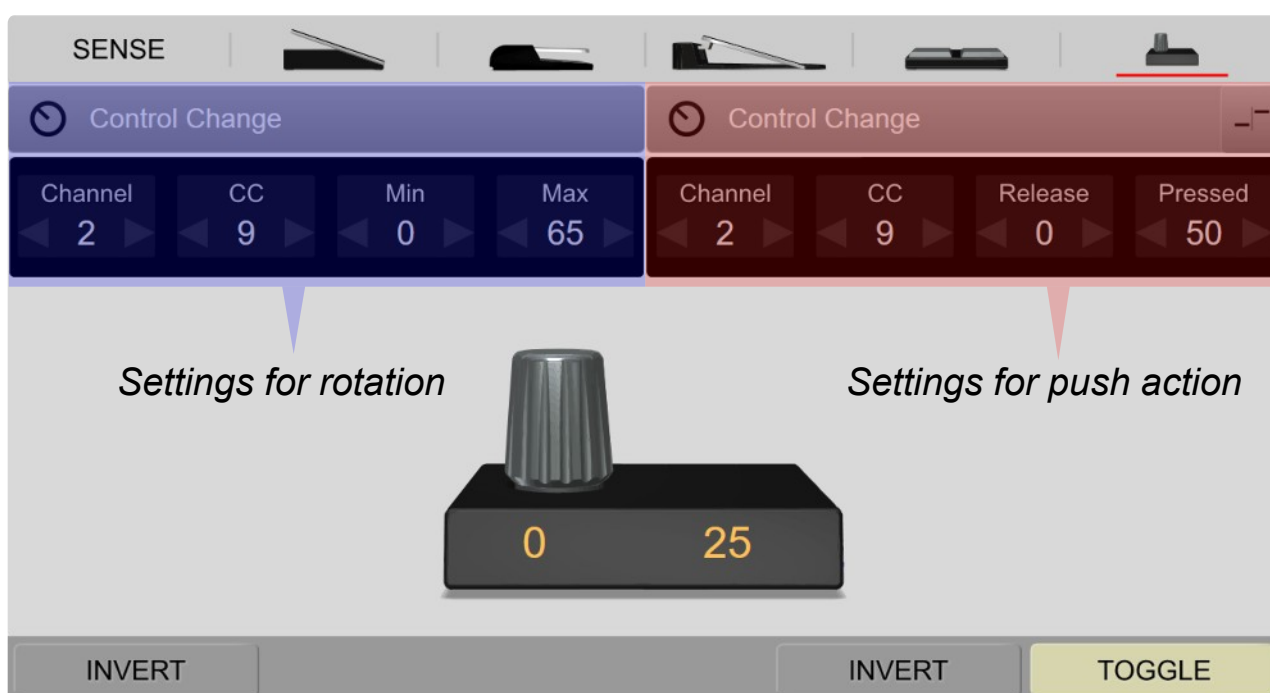 SENSE
Control Change Control Change
Channel CC Min Max Channel CC Release Pressed
2 9 0 65 2 9 0 50
Settings for rotation Settings for push action
0 25
INVERT INVERT TOGGLE